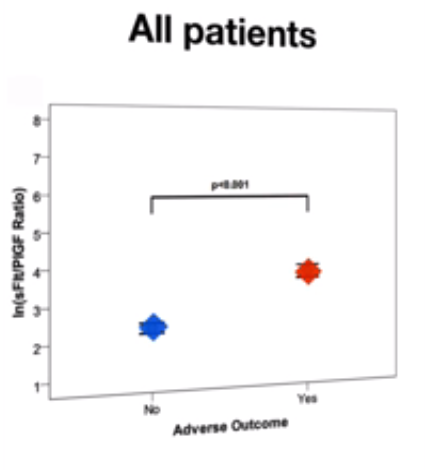 All patients
8
7
6
5
4
3
2
1
ln(sFlt/PlGF Ratio)
p<0.001
No
Yes
Adverse Outcome